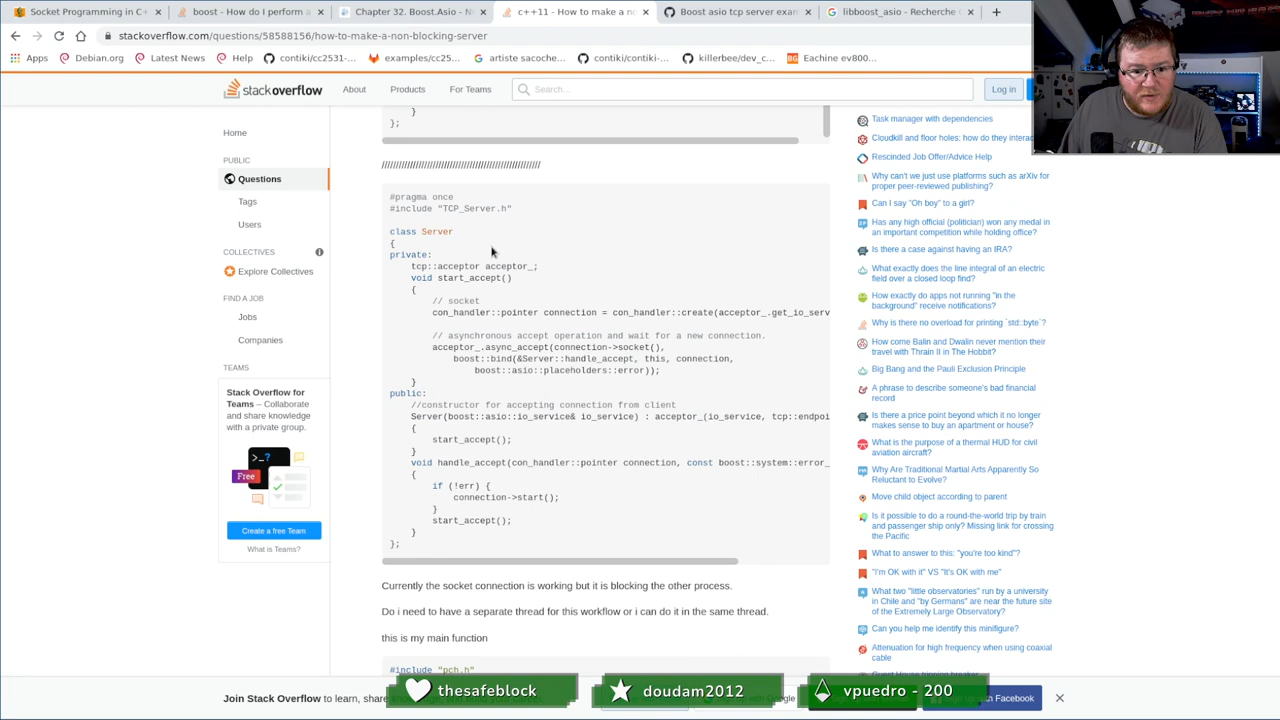 Socket Programming in C+
boost - How do I perform a
Chapter 32. Boost.Asio - N
c++11 - How to make a n
Boost asio tcp server exam
libboost_asio - Recherche G
stackoverflow.com/questions/58588156/how-to-make-a-non-blocking-server
Apps
Debian.org
Latest News
Help
contiki/cc2531-...
examples/cc25...
artiste sacoche...
contiki/contiki-...
killerbee/dev_c...
Eachine ev800...
stackoverflow
About
Products
For Teams
Search...
Log in
Home
PUBLIC
Questions
Tags
Users
COLLECTIVES
Explore Collectives
FIND A JOB
Jobs
Companies
TEAMS
Stack Overflow for
Teams – Collaborate
and share knowledge
with a private group.
>_?
Free
Create a free Team
What is Teams?
}
};
#pragma once
#include "TCP_Server.h"
class Server
{
private:
tcp::acceptor acceptor_;
void start_accept()
{
// socket
con_handler::pointer connection = con_handler::create(acceptor_.get_io_serv
// asynchronous accept operation and wait for a new connection.
acceptor_.async_accept(connection->socket(),
boost::bind(&Server::handle_accept, this, connection,
boost::asio::placeholders::error));
}
public:
//constructor for accepting connection from client
Server(boost::asio::io_service& io_service) : acceptor_(io_service, tcp::endpoi
{
start_accept();
}
void handle_accept(con_handler::pointer connection, const boost::system::error_
{
if (!err) {
connection->start();
}
start_accept();
}
};
Currently the socket connection is working but it is blocking the other process.
Do i need to have a separate thread for this workflow or i can do it in the same thread.
this is my main function
#include "pch.h"
Task manager with dependencies
Cloudkill and floor holes: how do they interac
Rescinded Job Offer/Advice Help
Why can't we just use platforms such as arXiv for
proper peer-reviewed publishing?
Can I say "Oh boy" to a girl?
Has any high official (politician) won any medal in
an important competition while holding office?
Is there a case against having an IRA?
What exactly does the line integral of an electric
field over a closed loop find?
How exactly do apps not running "in the
background" receive notifications?
Why is there no overload for printing `std::byte`?
How come Balin and Dwalin never mention their
travel with Thrain II in The Hobbit?
Big Bang and the Pauli Exclusion Principle
A phrase to describe someone's bad financial
record
Is there a price point beyond which it no longer
makes sense to buy an apartment or house?
What is the purpose of a thermal HUD for civil
aviation aircraft?
Why Are Traditional Martial Arts Apparently So
Reluctant to Evolve?
Move child object according to parent
Is it possible to do a round-the-world trip by train
and passenger ship only? Missing link for crossing
the Pacific
What to answer to this: "you're too kind"?
"I'm OK with it" VS "It's OK with me"
What two "little observatories" run by a university
in Chile and "by Germans" are near the future site
of the Extremely Large Observatory?
Can you help me identify this minifigure?
Attenuation for high frequency when using coaxial
cable
Join Stack Overflow to learn, share
Facebook
thesafeblock
doudam2012
vpuedro - 200